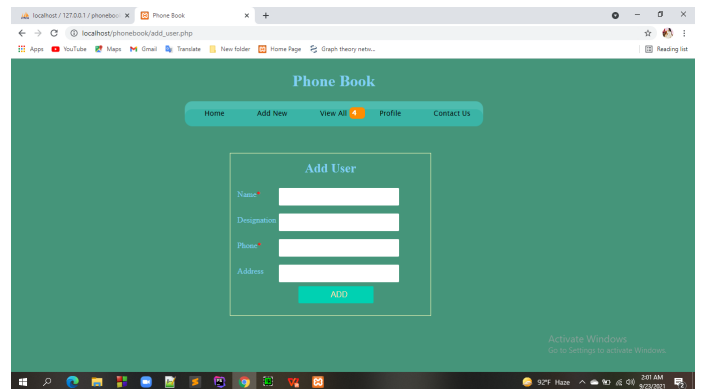 localhost / 127.0.0.1 / phoneboo
Phone Book
localhost/phonebook/add_user.php
Apps YouTube Maps Gmail Translate New folder Home Page Graph theory netw... Reading list
Phone Book
Home Add New View All 4 Profile Contact Us
Add User
Name*
Designation
Phone*
Address
ADD
Activate Windows
Go to Settings to activate Windows.
92°F Haze 2:01 AM
9/23/2021